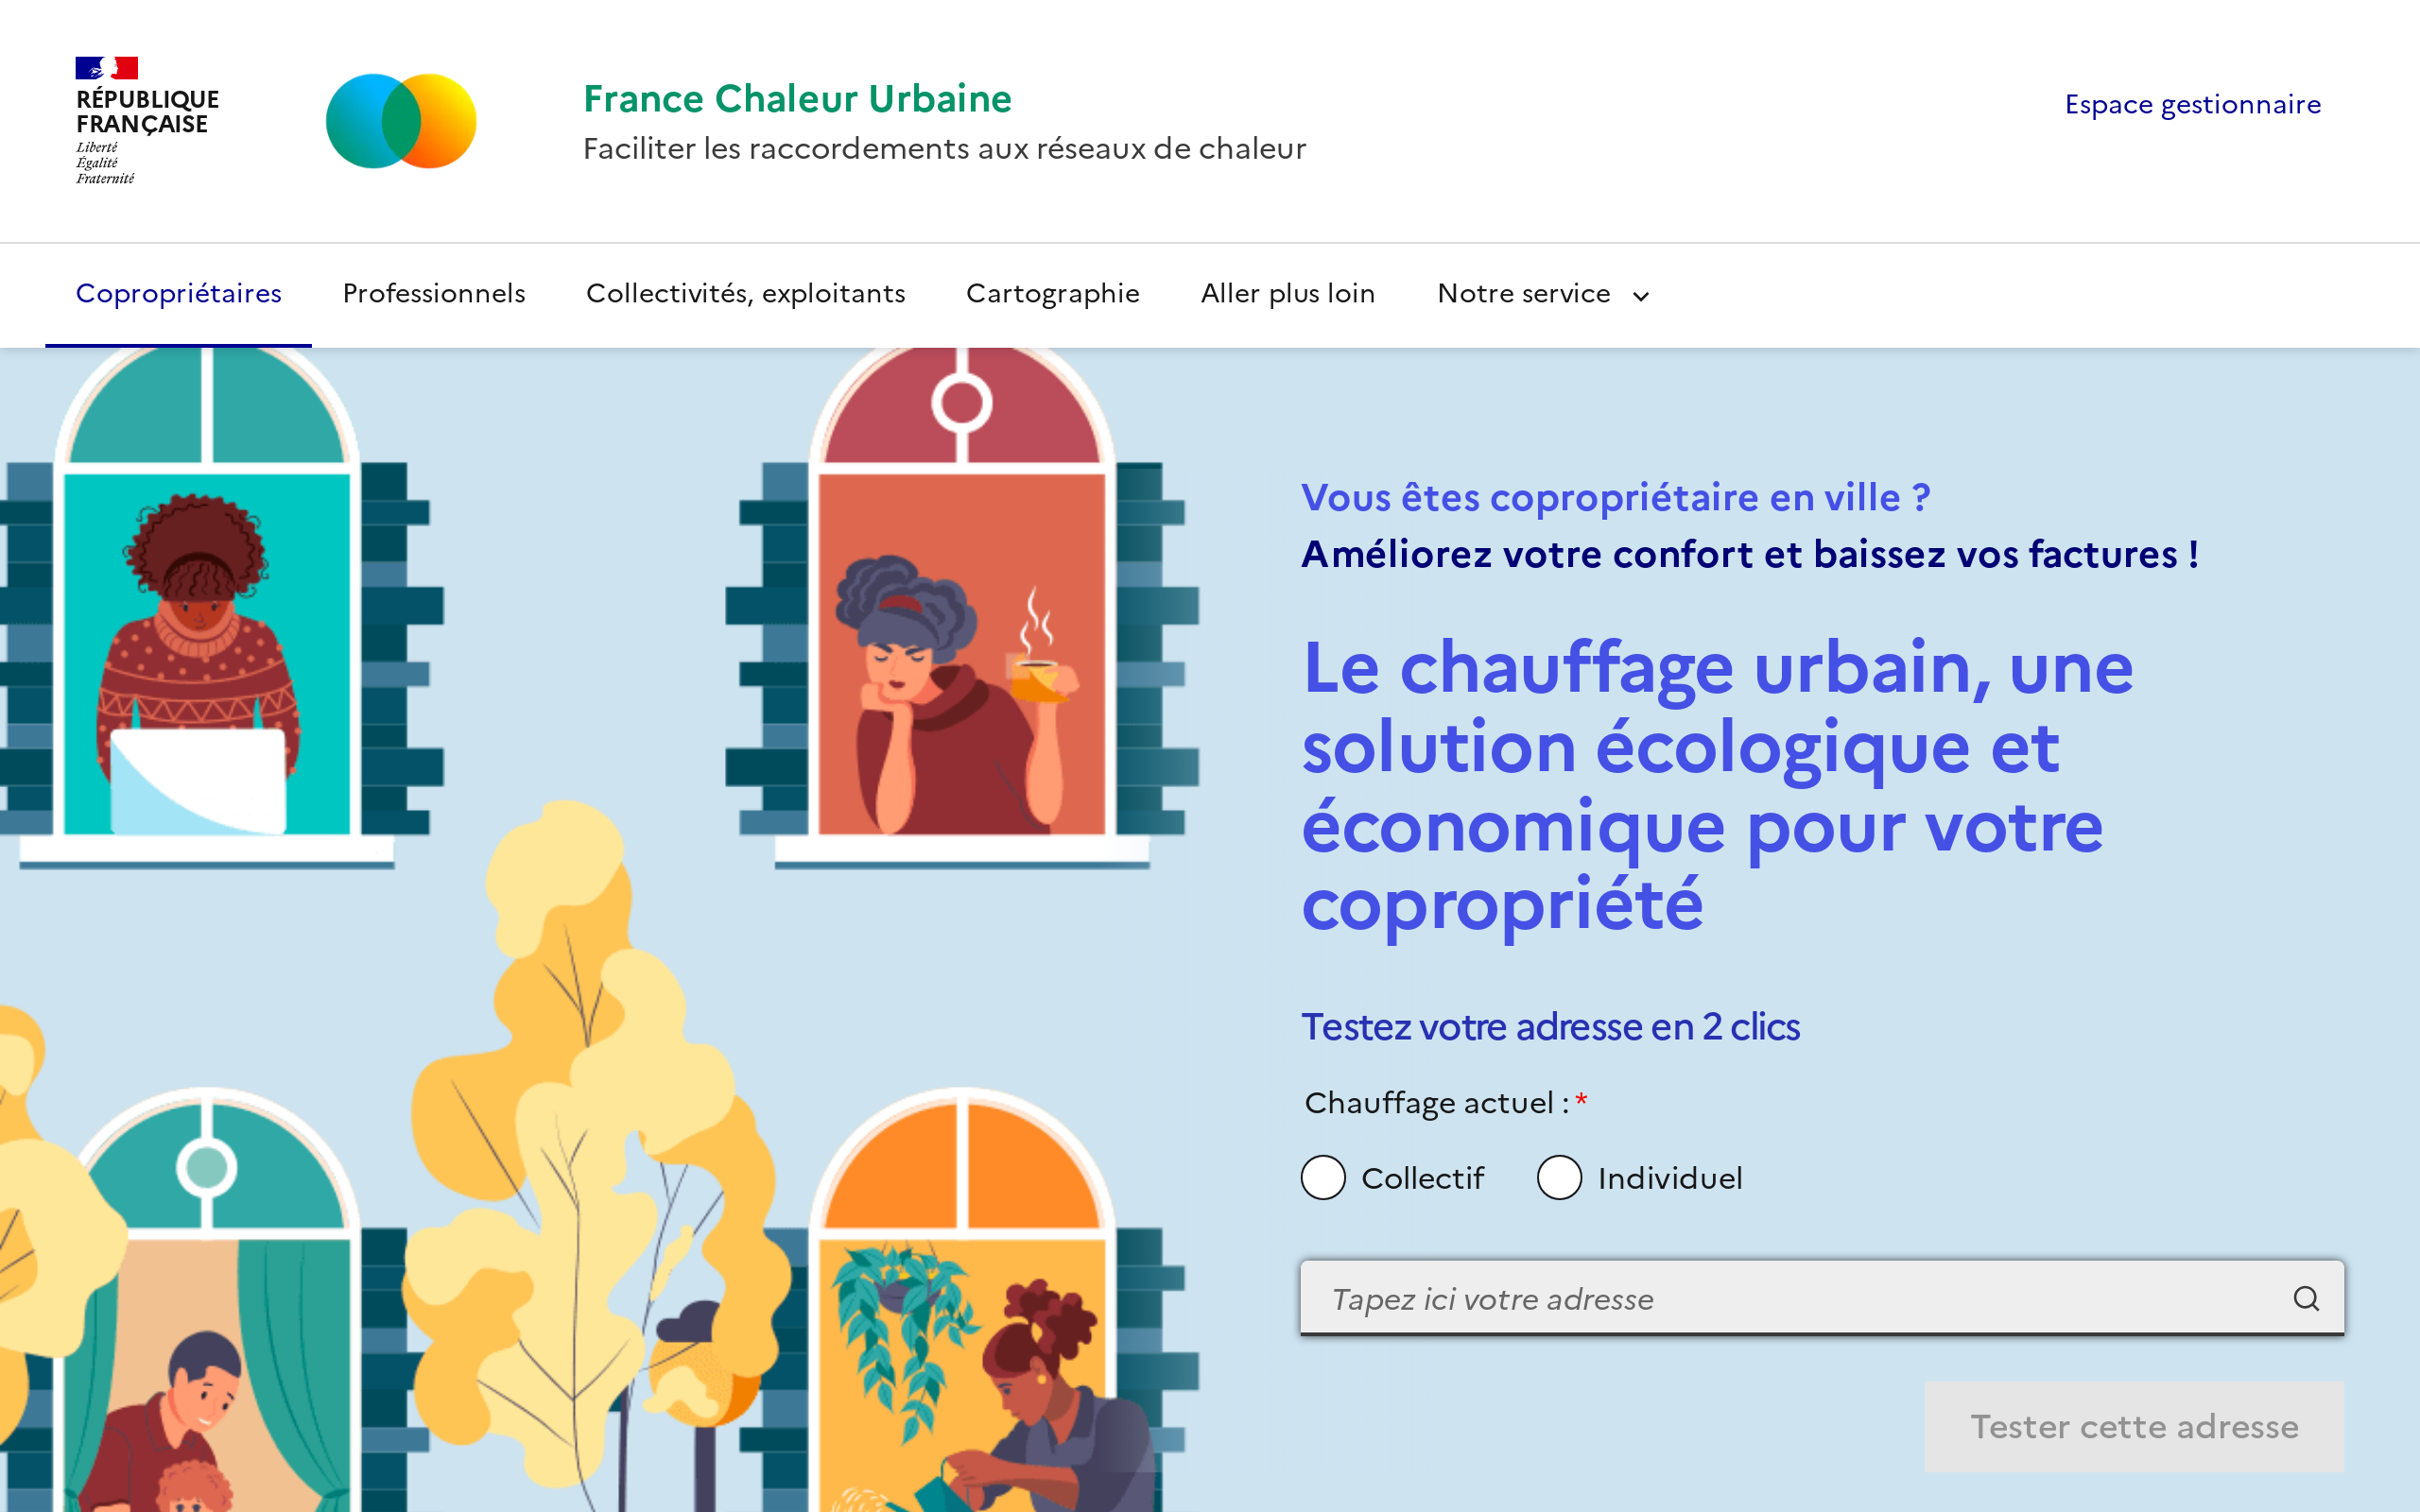 RÉPUBLIQUE
FRANÇAISE
Liberté
Égalité
Fraternité
France Chaleur Urbaine
Faciliter les raccordements aux réseaux de chaleur
Espace gestionnaire
Copropriétaires Professionnels Collectivités, exploitants Cartographie Aller plus loin Notre service
Vous êtes copropriétaire en ville ?
Améliorez votre confort et baissez vos factures !
Le chauffage urbain, une
solution écologique et
économique pour votre
copropriété
Testez votre adresse en 2 clics
Chauffage actuel : *
Collectif Individuel
Tapez ici votre adresse
Tester cette adresse